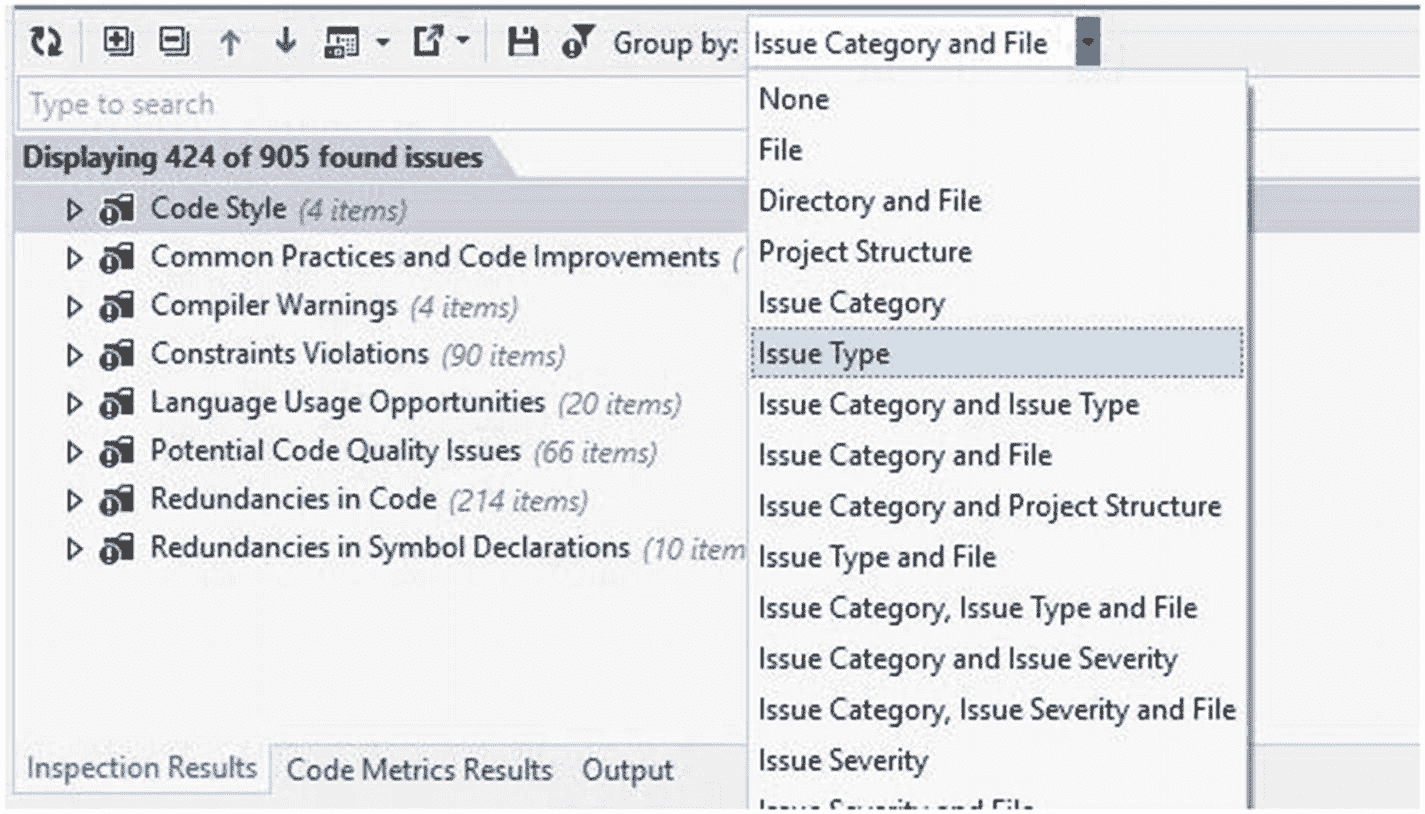 Group by: Issue Category and File
Type to search
Displaying 424 of 905 found issues
Code Style (4 items)
Common Practices and Code Improvements (
Compiler Warnings (4 items)
Constraints Violations (90 items)
Language Usage Opportunities (20 items)
Potential Code Quality Issues (66 items)
Redundancies in Code (214 items)
Redundancies in Symbol Declarations (10 item
None
File
Directory and File
Project Structure
Issue Category
Issue Type
Issue Category and Issue Type
Issue Category and File
Issue Category and Project Structure
Issue Type and File
Issue Category, Issue Type and File
Issue Category and Issue Severity
Issue Category, Issue Severity and File
Issue Severity
Issue Severity and File
Inspection Results Code Metrics Results Output